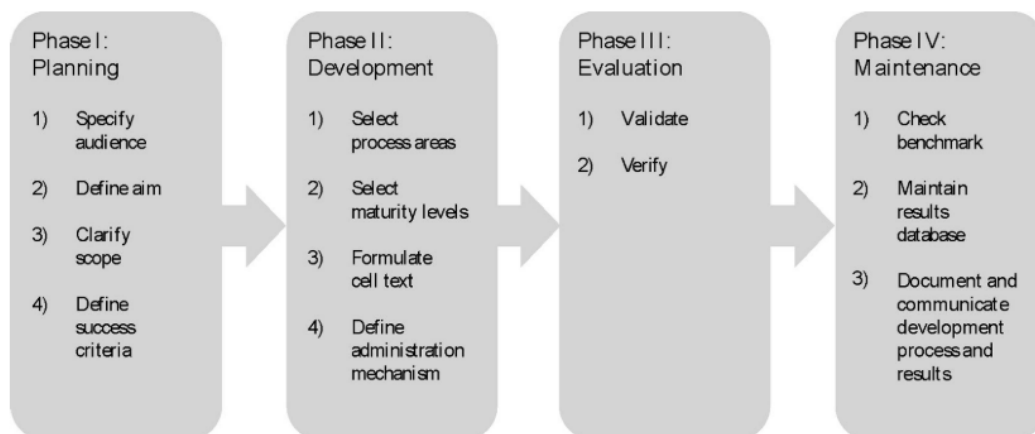 Phase I:
Planning
1) Specify
audience
2) Define aim
3) Clarify
scope
4) Define
success
criteria
Phase II:
Development
1) Select
process areas
2) Select
maturity levels
3) Formulate
cell text
4) Define
administration
mechanism
Phase III:
Evaluation
1) Validate
2) Verify
Phase IV:
Maintenance
1) Check
benchmark
2) Maintain
results
database
3) Document and
communicate
development
process and
results